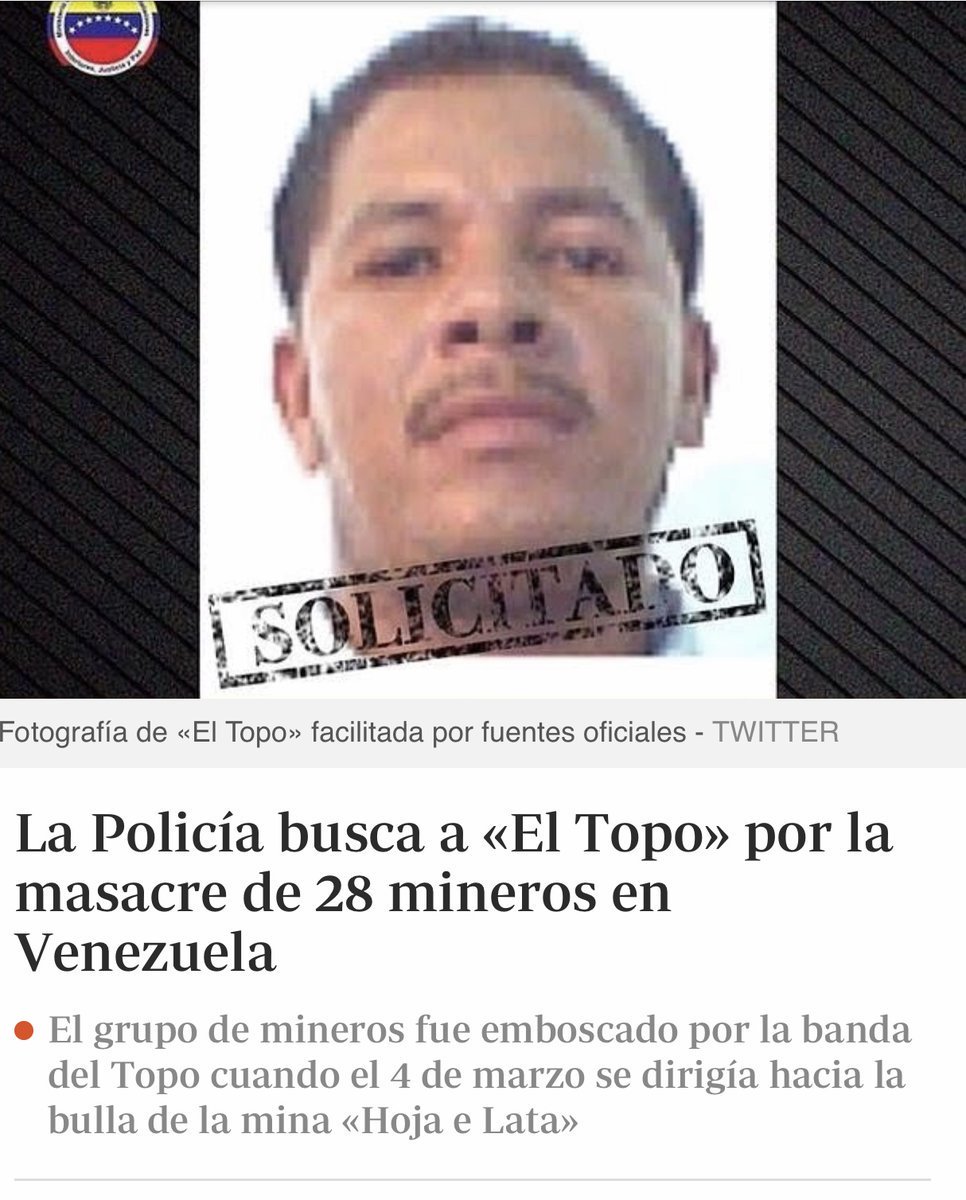 SOLICITADO
Fotografía de «El Topo» facilitada por fuentes oficiales - TWITTER
La Policía busca a «El Topo» por la
masacre de 28 mineros en
Venezuela
El grupo de mineros fue emboscado por la banda
del Topo cuando el 4 de marzo se dirigía hacia la
bulla de la mina «Hoja e Lata»